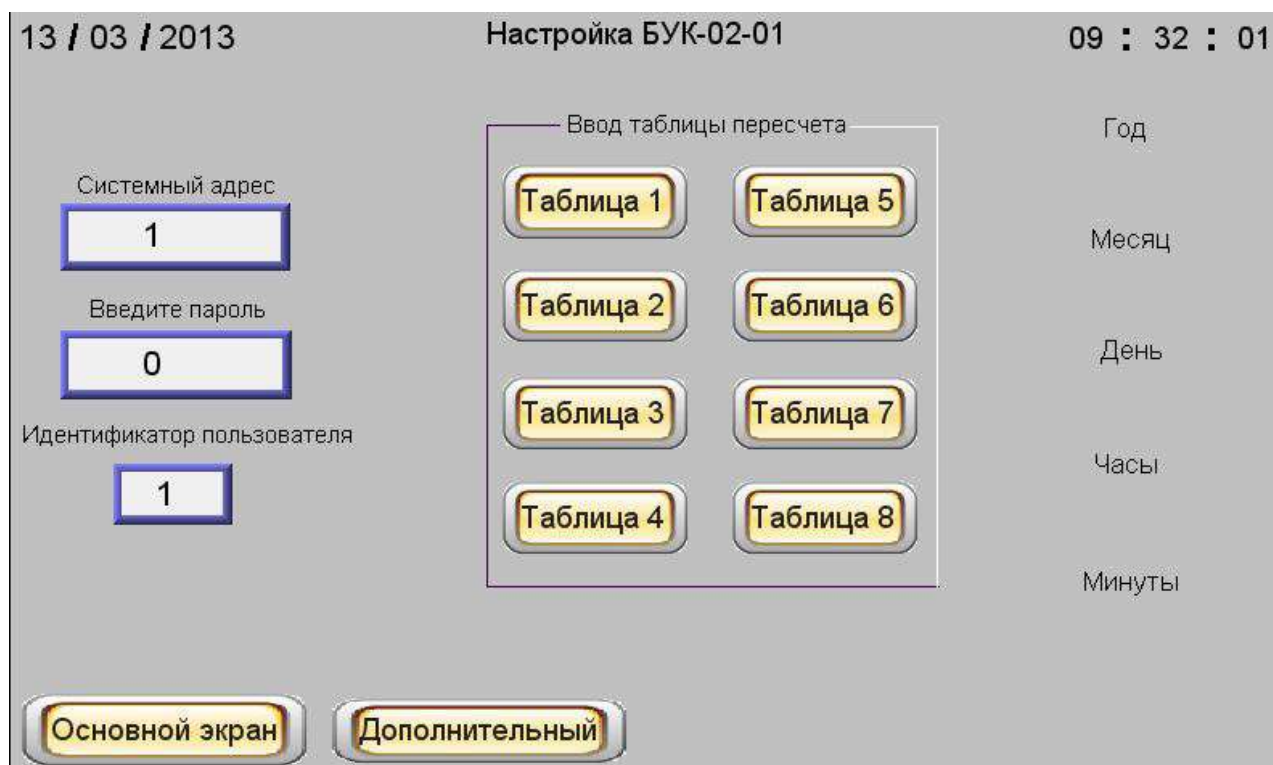 13 / 03 / 2013
Настройка БУК-02-01
09 : 32 : 01
Системный адрес
1
Введите пароль
0
Идентификатор пользователя
1
Ввод таблицы пересчета
Таблица 1
Таблица 5
Таблица 2
Таблица 6
Таблица 3
Таблица 7
Таблица 4
Таблица 8
Год
Месяц
День
Часы
Минуты
Основной экран
Дополнительный